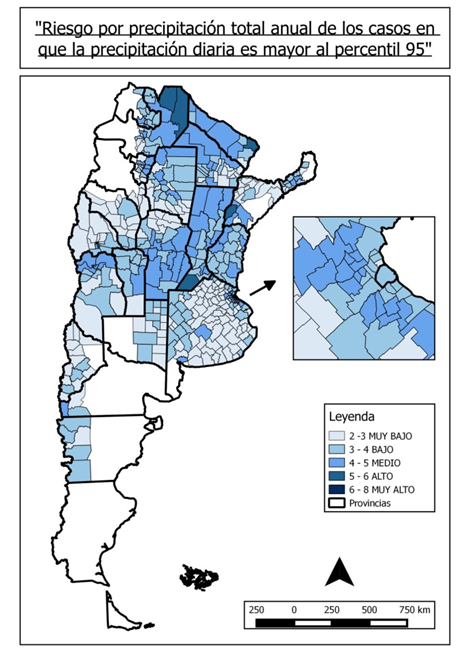 "Riesgo por precipitación total anual de los casos en
que la precipitación diaria es mayor al percentil 95"
Leyenda
2 -3 MUY BAJO
3 - 4 BAJO
4 - 5 MEDIO
5 - 6 ALTO
6 - 8 MUY ALTO
Provincias
250 0 250 500 750 km